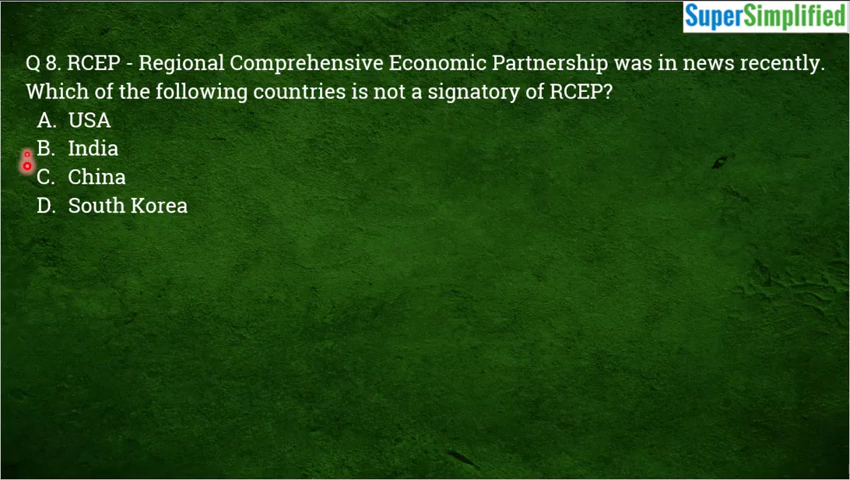 SuperSimplified
Q 8. RCEP - Regional Comprehensive Economic Partnership was in news recently.
Which of the following countries is not a signatory of RCEP?
A. USA
B. India
C. China
D. South Korea